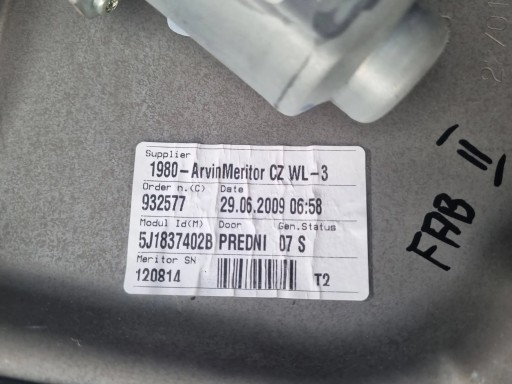 Supplier
1980-ArvinMeritor CZ WL-3
Order n.(C) Date
932577 29.06.2009 06:58
Modul Id(M) Door Gen.Status
5J1837402B PREDNI 07 S
Meritor SN
120814 T2
FAB II